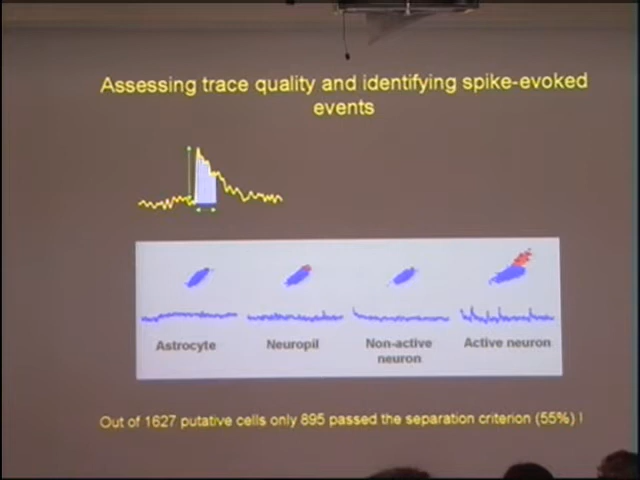 Assessing trace quality and identifying spike-evoked
events
Astrocyte
Neuropil
Non-active
neuron
Active neuron
Out of 1627 putative cells only 895 passed the separation criterion (55%) !